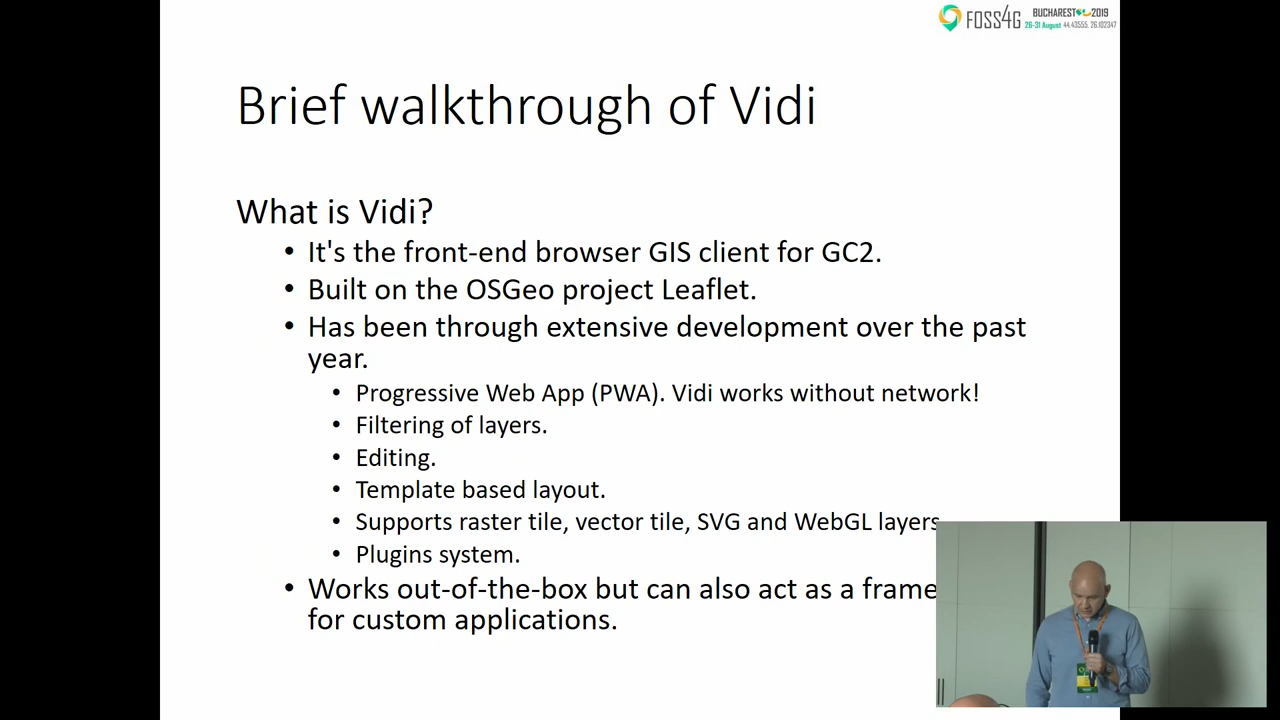 FOSS4G BUCHAREST 2019
26-31 August 44.43555, 26.102347
Brief walkthrough of Vidi
What is Vidi?
• It's the front-end browser GIS client for GC2.
• Built on the OSGeo project Leaflet.
• Has been through extensive development over the past
year.
• Progressive Web App (PWA). Vidi works without network!
• Filtering of layers.
• Editing.
• Template based layout.
• Supports raster tile, vector tile, SVG and WebGL layers
• Plugins system.
• Works out-of-the-box but can also act as a frame
for custom applications.